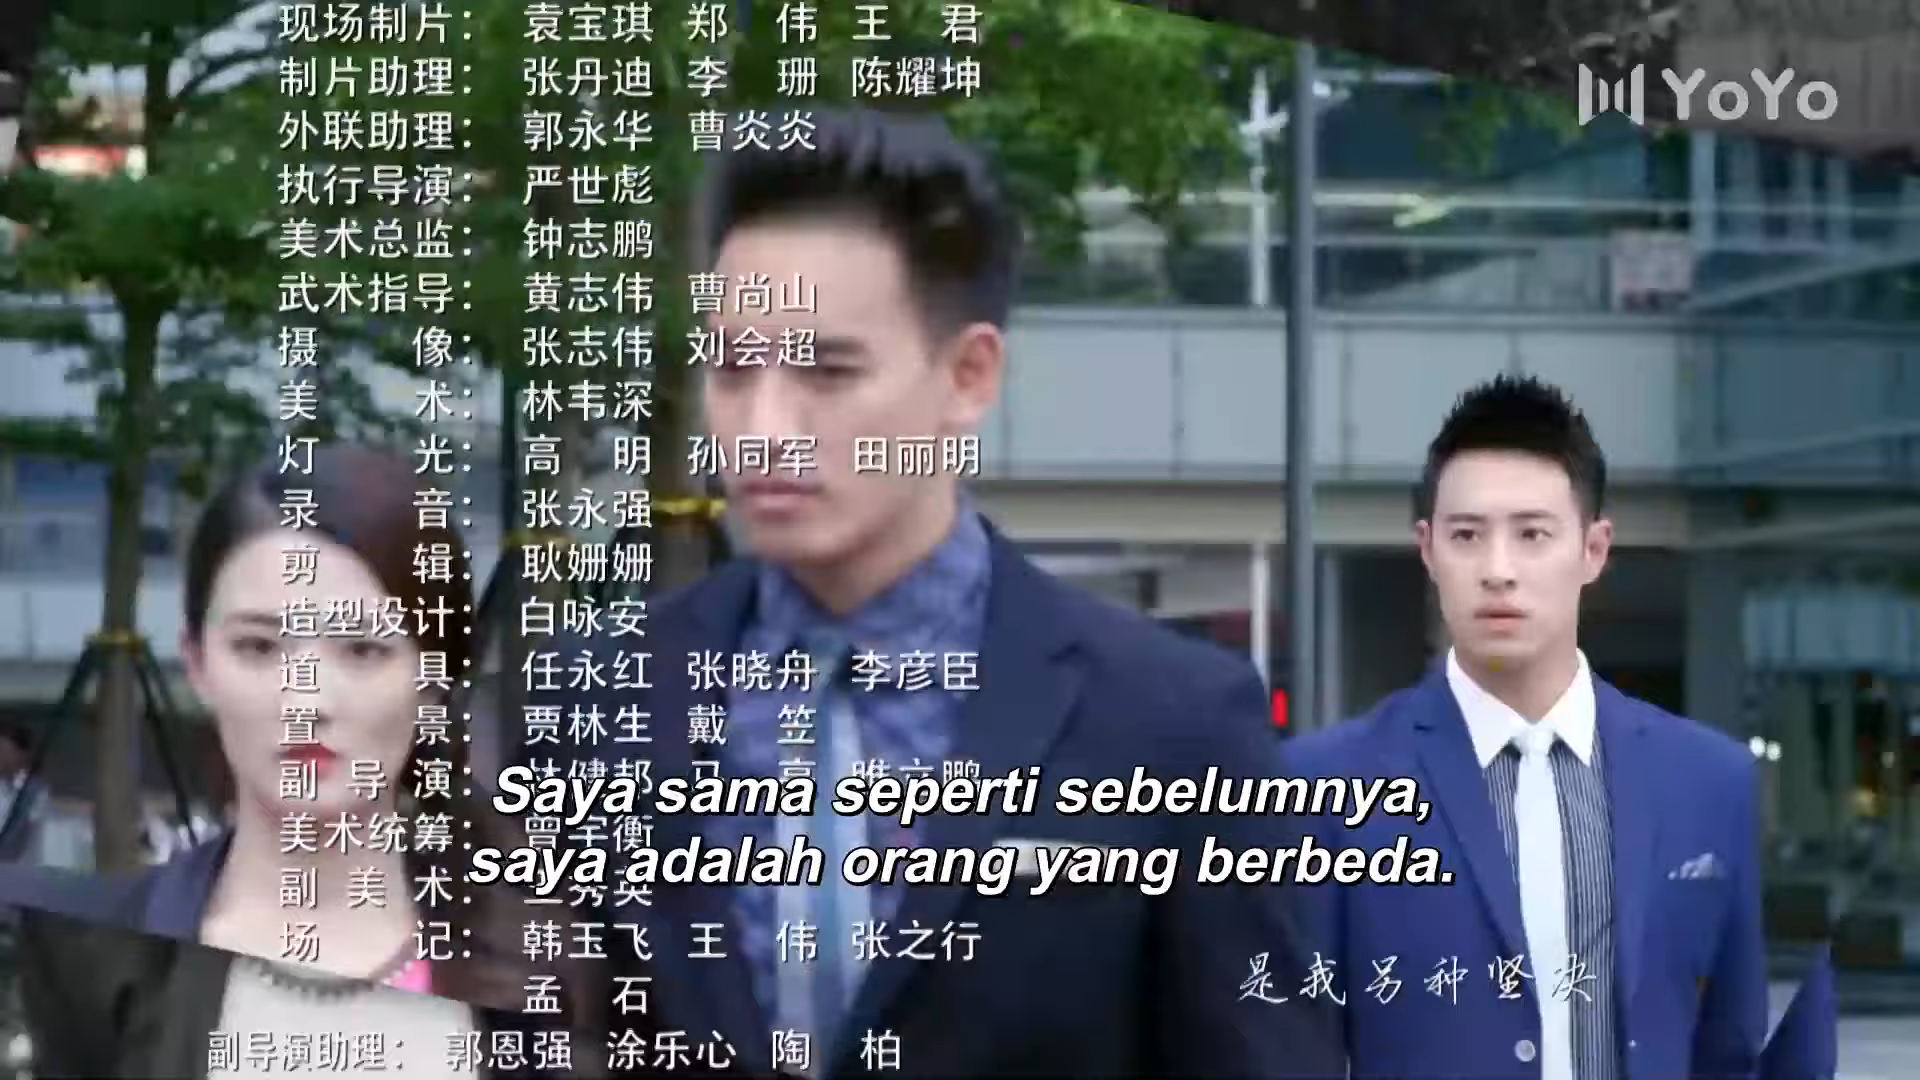 现场制片： 袁宝琪 郑 伟 王 君
YoYo
制片助理： 张丹迪 李 珊 陈耀坤
外联助理： 郭永华 曹炎炎
执行导演： 严世彪
美术总监： 钟志鹏
武术指导： 黄志伟 曹尚山
摄 像： 张志伟 刘会超
美 术： 林韦深
灯 光： 高 明 孙同军 田丽明
录 音： 张永强
剪 辑： 耿姗姗
造型设计： 白咏安
道 具： 任永红 张晓舟 李彦臣
置 景： 贾林生 戴 笠
副 导 演：
Saya sama seperti sebelumnya,
美术统筹：
saya adalah orang yang berbeda.
副 美 术：
场 记： 韩玉飞 王 伟 张之行
是我另种坚决
孟 石
副导演助理： 郭恩强 涂乐心 陶 柏